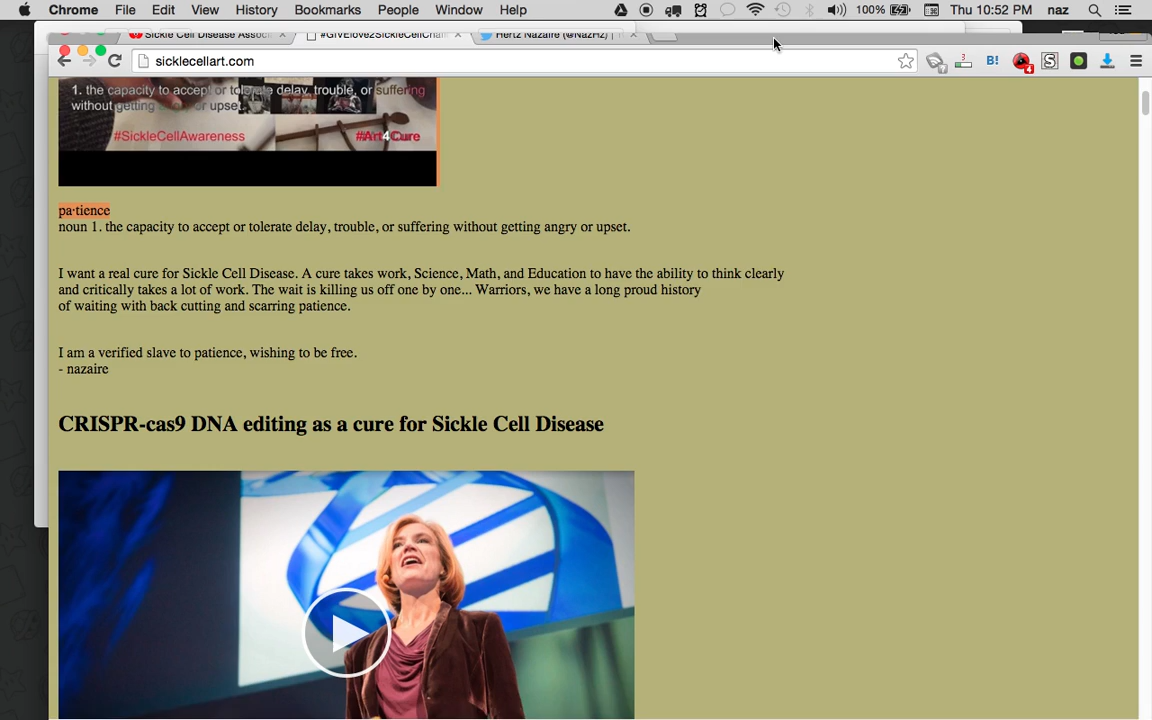 Chrome File Edit View History Bookmarks People Window Help 100% Thu 10:52 PM naz
Sickle Cell Disease Associ #GIVElove2SickleCellChall Hertz Nazaire (@NazHz) |
sicklecellart.com
1. the capacity to accept or tolerate delay, trouble, or suffering
without getting angry or upset.
#SickleCellAwareness #Art4Cure
pa·tience
noun 1. the capacity to accept or tolerate delay, trouble, or suffering without getting angry or upset.
I want a real cure for Sickle Cell Disease. A cure takes work, Science, Math, and Education to have the ability to think clearly
and critically takes a lot of work. The wait is killing us off one by one... Warriors, we have a long proud history
of waiting with back cutting and scarring patience.
I am a verified slave to patience, wishing to be free.
- nazaire
CRISPR-cas9 DNA editing as a cure for Sickle Cell Disease